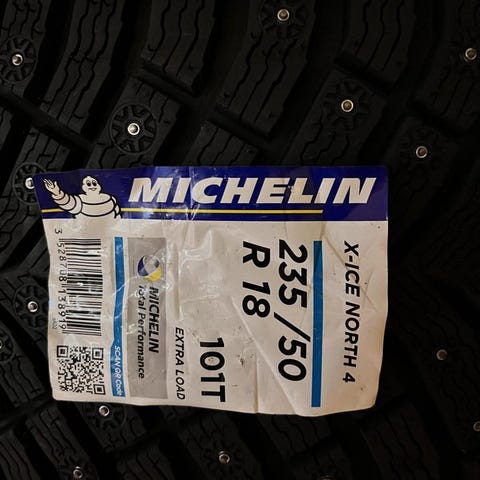 MICHELIN
X-ICE NORTH 4
235/50
R 18
101T
EXTRA LOAD
MICHELIN
Total Performance
SCAN QR Code